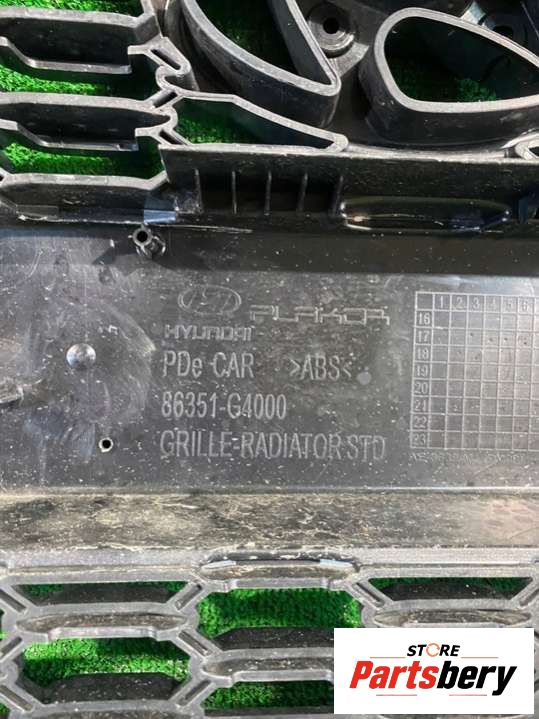 HYUNDAI PLAKOR
PDe CAR >ABS<
86351-G4000
GRILLE-RADIATOR STD
1 2 3 4 5 6
16
17
18
19
20
21
22
23
STORE
Partsbery